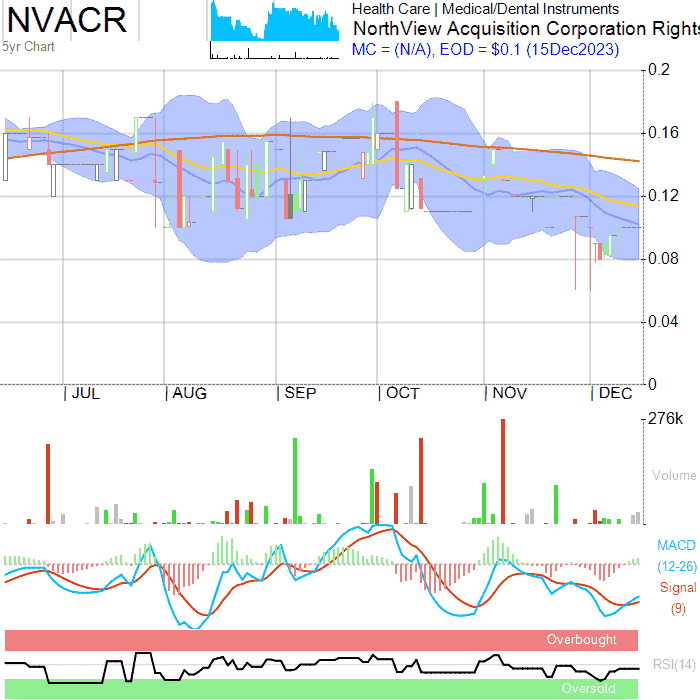 NVACR
5yr Chart
Health Care | Medical/Dental Instruments
NorthView Acquisition Corporation Rights
MC = (N/A), EOD = $0.1 (15Dec2023)
0.2
0.16
0.12
0.08
0.04
0
JUL AUG SEP OCT NOV DEC
276k
Volume
MACD
(12-26)
Signal
(9)
Overbought
RSI(14)
Oversold